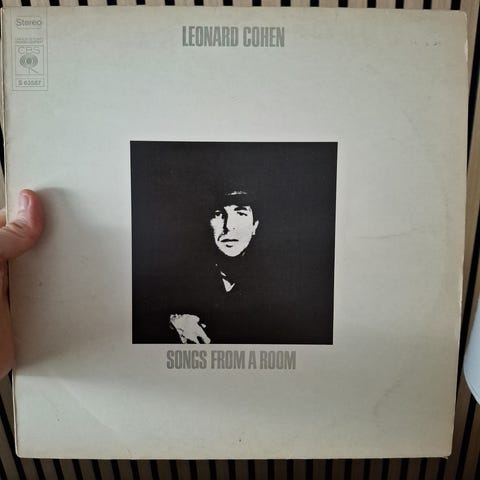 LEONARD COHEN
Stereo
CBS
S 63587
SONGS FROM A ROOM